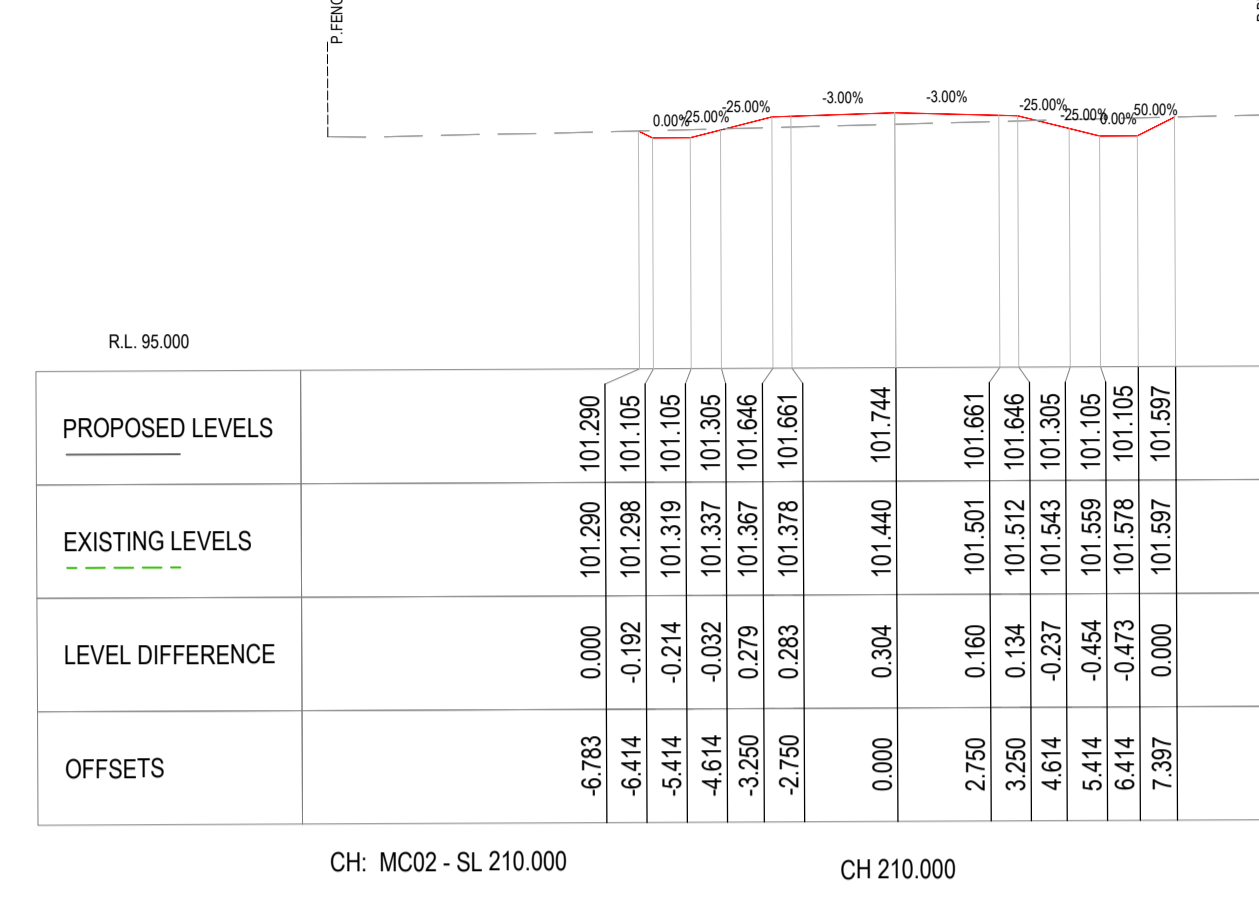 P.FENC
0.00% -25.00% -25.00% -3.00% -3.00% -25.00% -25.00% 0.00% 50.00%
R.L. 95.000
PROPOSED LEVELS 101.290 101.105 101.105 101.305 101.646 101.661 101.744 101.661 101.646 101.305 101.105 101.105 101.597
EXISTING LEVELS 101.290 101.298 101.319 101.337 101.367 101.378 101.440 101.501 101.512 101.543 101.559 101.578 101.597
LEVEL DIFFERENCE 0.000 -0.192 -0.214 -0.032 0.279 0.283 0.304 0.160 0.134 -0.237 -0.454 -0.473 0.000
OFFSETS -6.783 -6.414 -5.414 -4.614 -3.250 -2.750 0.000 2.750 3.250 4.614 5.414 6.414 7.397
CH: MC02 - SL 210.000
CH 210.000